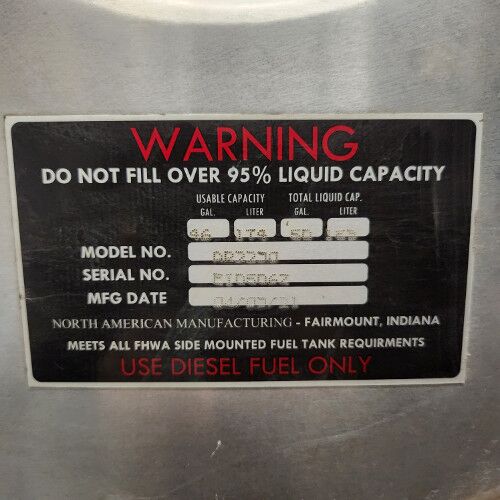 WARNING
DO NOT FILL OVER 95% LIQUID CAPACITY
USABLE CAPACITY TOTAL LIQUID CAP.
GAL. LITER GAL. LITER
46 174
MODEL NO.
SERIAL NO.
MFG DATE
NORTH AMERICAN MANUFACTURING - FAIRMOUNT, INDIANA
MEETS ALL FHWA SIDE MOUNTED FUEL TANK REQUIRMENTS
USE DIESEL FUEL ONLY